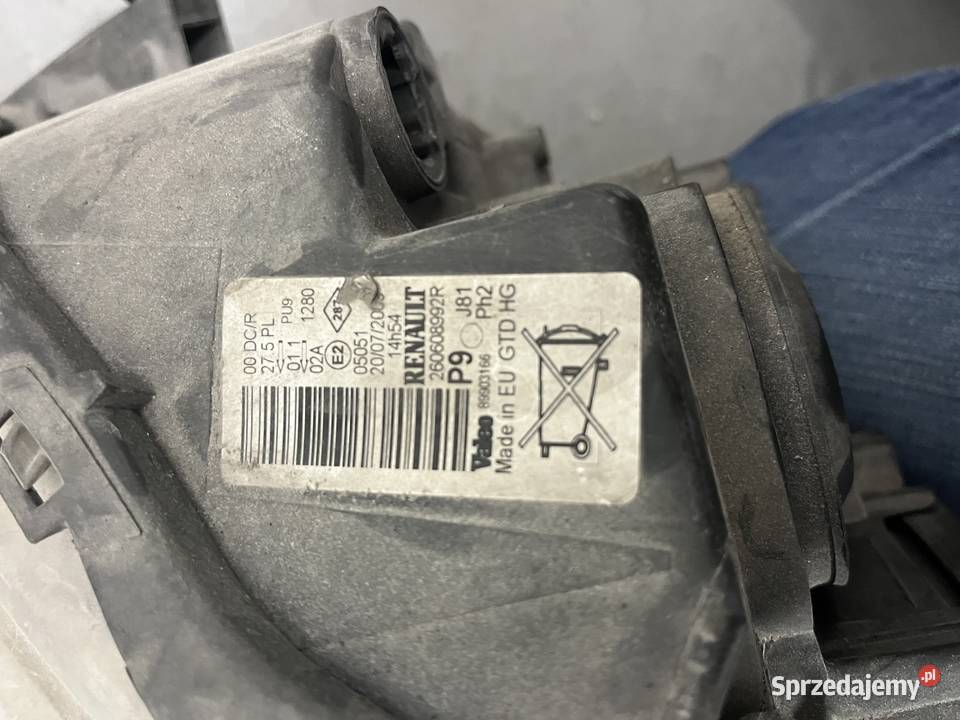 00 DC/R
27.5 PL
01.1 PU9
02A 1280
E2
05051
20/07/20
14h54
RENAULT
260608992R
P9 J81
Ph2
Valeo 89903166
Made in EU GTD HG
Sprzedajemy.pl